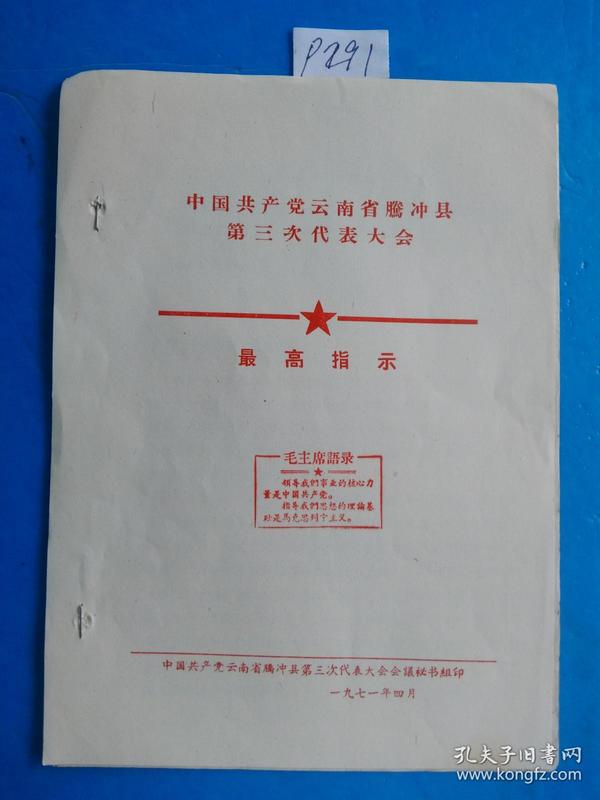 P291
中国共产党云南省騰冲县
第三次代表大会
最高指示
毛主席語录
領导我們事业的核心力
量是中国共产党。
指导我們思想的理論基
础是馬克思列宁主义。
中国共产党云南省騰冲县第三次代表大会会議秘书組印
一九七一年四月
孔夫子旧书网
www.kongfz.com